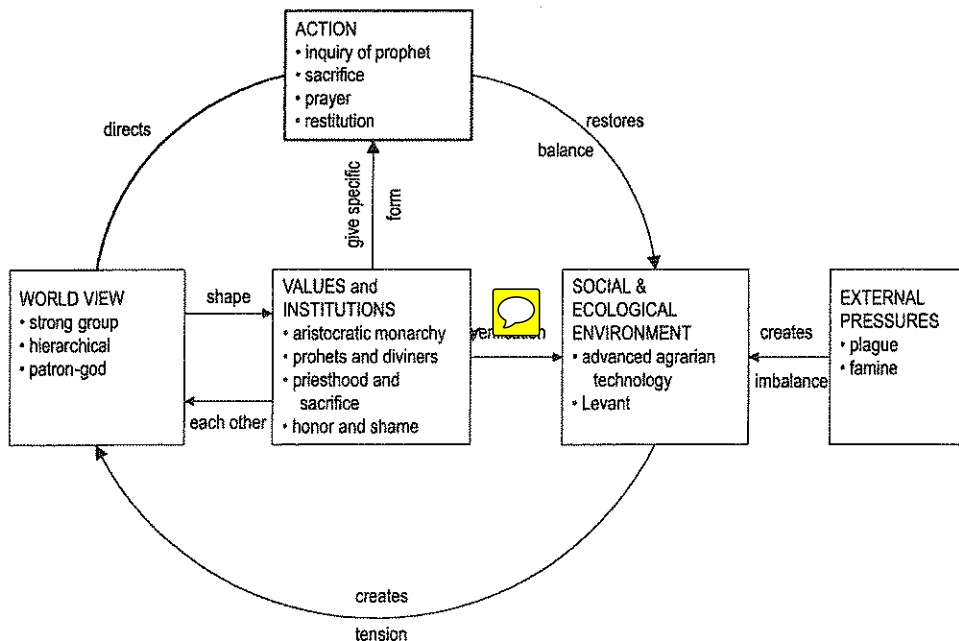 ACTION
• inquiry of prophet
• sacrifice
• prayer
• restitution
directs
restores
balance
give specific
form
WORLD VIEW
• strong group
• hierarchical
• patron-god
shape
each other
VALUES and
INSTITUTIONS
• aristocratic monarchy
• prohets and diviners
• priesthood and
sacrifice
• honor and shame
SOCIAL &
ECOLOGICAL
ENVIRONMENT
• advanced agrarian
technology
• Levant
creates
imbalance
EXTERNAL
PRESSURES
• plague
• famine
creates
tension